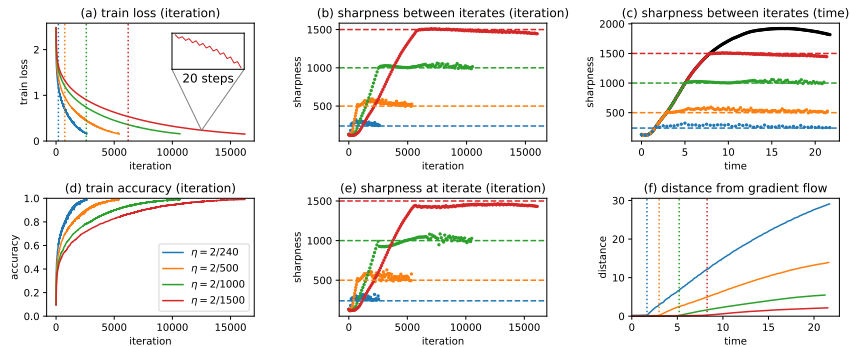 (a) train loss (iteration)
train loss
2
1
0
20 steps
0
5000
10000
15000
iteration
(b) sharpness between iterates (iteration)
sharpness
1500
1000
500
0
5000
10000
15000
iteration
(c) sharpness between iterates (time)
sharpness
2000
1500
1000
500
0
5
10
15
20
time
(d) train accuracy (iteration)
accuracy
1.0
0.8
0.6
0.4
0.2
0.0
η = 2/240
η = 2/500
η = 2/1000
η = 2/1500
0
5000
10000
15000
iteration
(e) sharpness at iterate (iteration)
sharpness
1500
1000
500
0
5000
10000
15000
iteration
(f) distance from gradient flow
distance
30
20
10
0
0
5
10
15
20
time